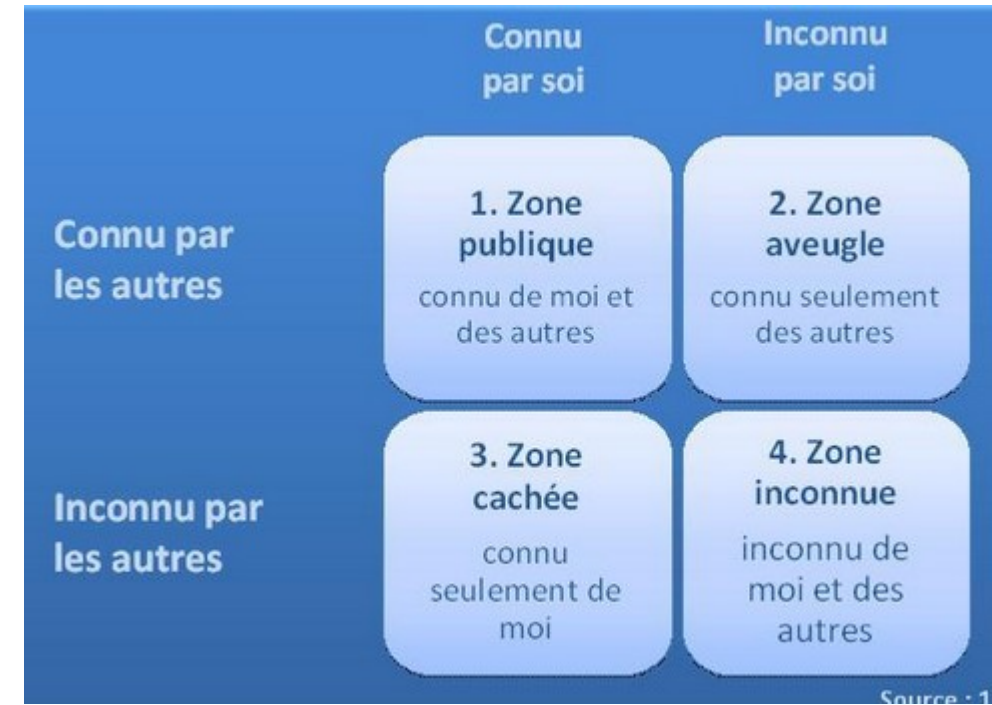 Connu
par soi
Inconnu
par soi
Connu par
les autres
1. Zone
publique
connu de moi et
des autres
2. Zone
aveugle
connu seulement
des autres
Inconnu par
les autres
3. Zone
cachée
connu
seulement de
moi
4. Zone
inconnue
inconnu de
moi et des
autres
Source : 1